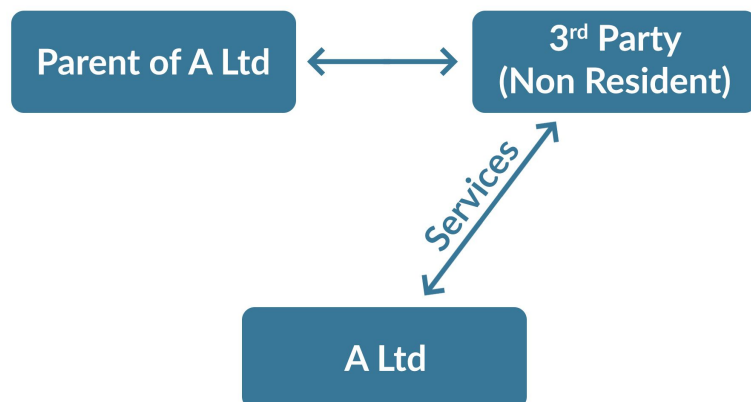 Parent of A Ltd
3rd Party
(Non Resident)
Services
A Ltd